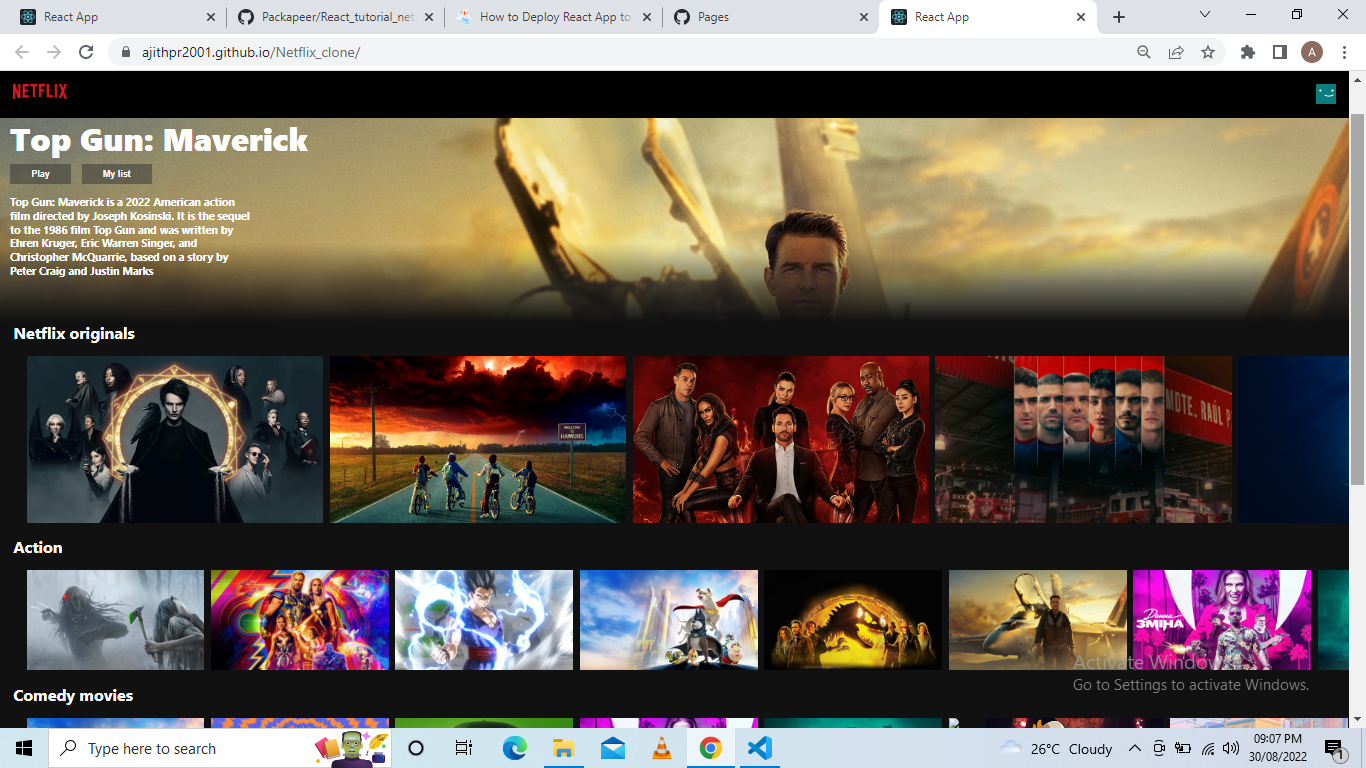 React App
Packapeer/React_tutorial_net
How to Deploy React App to
Pages
React App
ajithpr2001.github.io/Netflix_clone/
A
NETFLIX
Top Gun: Maverick
Play
My list
Top Gun: Maverick is a 2022 American action
film directed by Joseph Kosinski. It is the sequel
to the 1986 film Top Gun and was written by
Ehren Kruger, Eric Warren Singer, and
Christopher McQuarrie, based on a story by
Peter Craig and Justin Marks
Netflix originals
WELCOME TO
HAWKINS
MDTE. RAÚL P
Action
Денна
ЗМІНА
Activate Windows
Go to Settings to activate Windows.
Comedy movies
Type here to search
26°C Cloudy
09:07 PM
30/08/2022
1